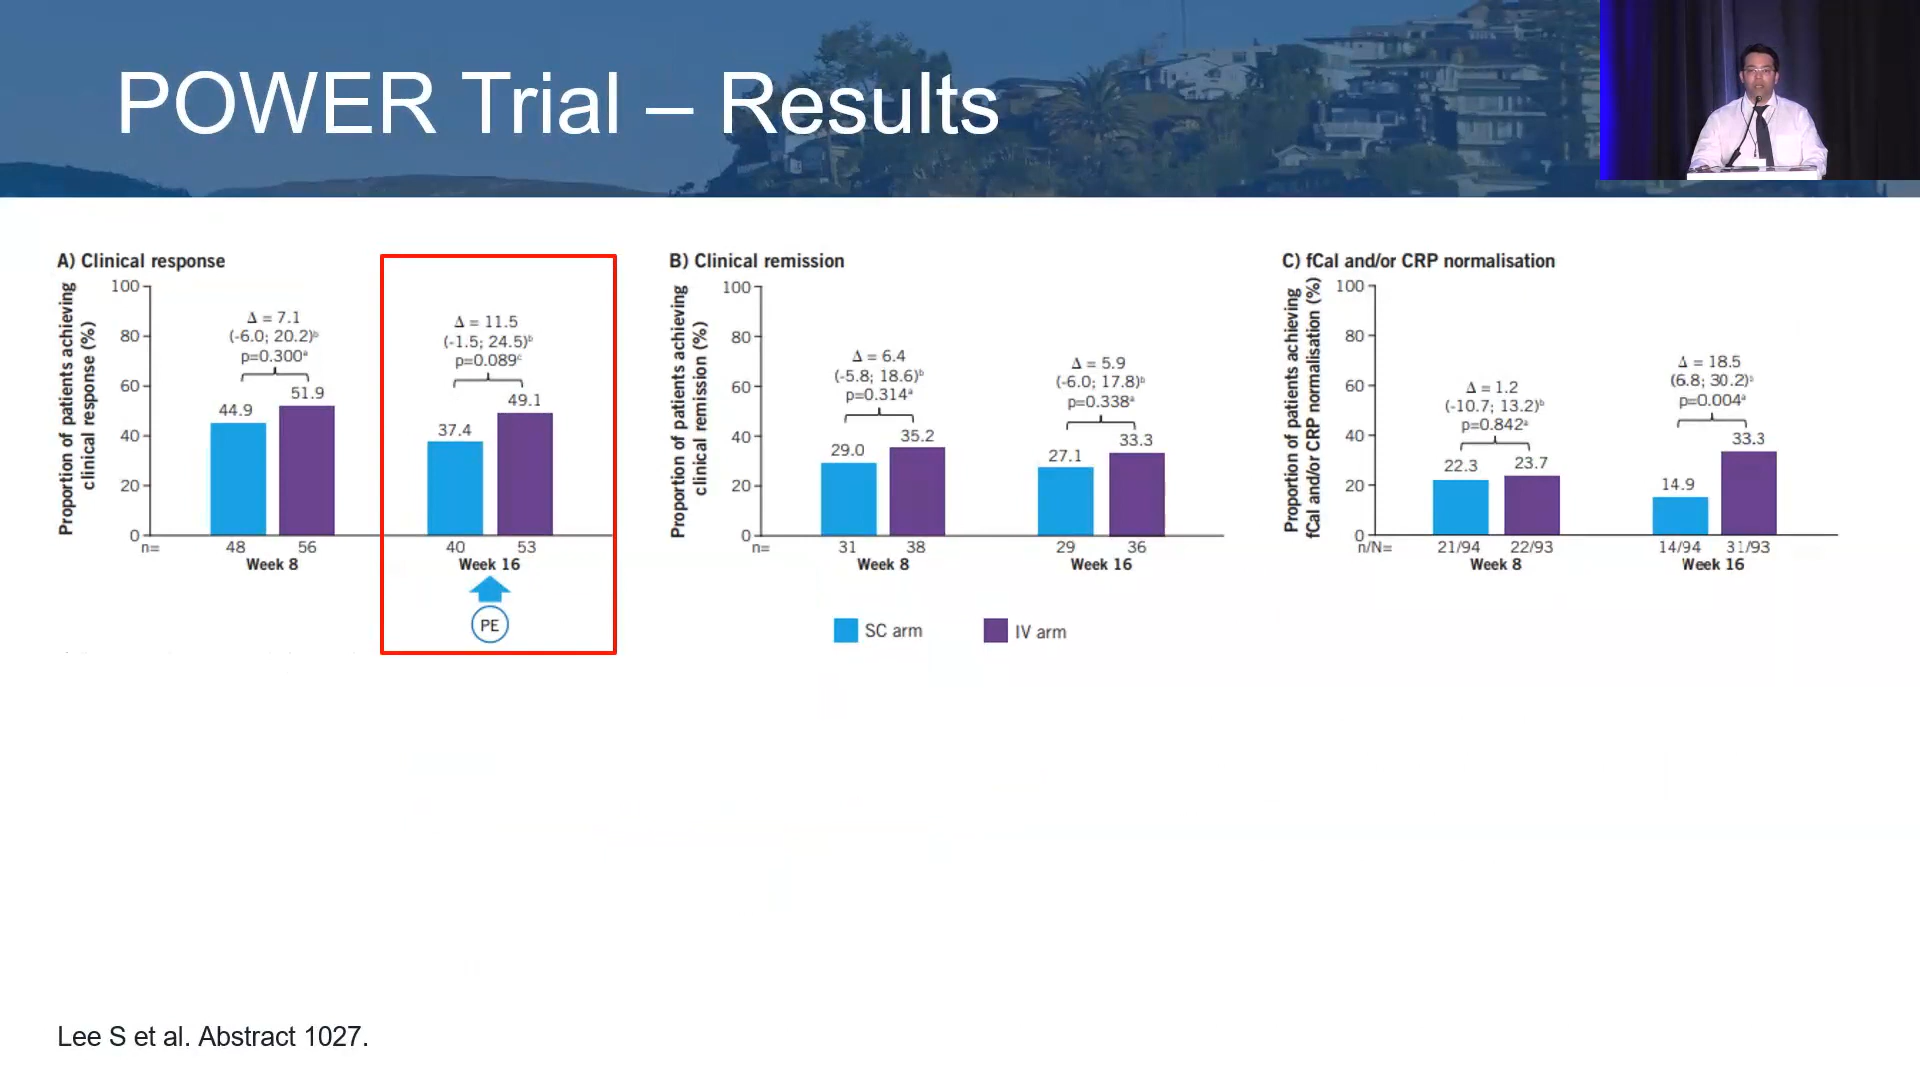 POWER Trial – Results
A) Clinical response
Proportion of patients achieving
clinical response (%)
100
80
60
40
20
0
Δ = 7.1
(-6.0; 20.2)ᵇ
p=0.300ᵃ
44.9
51.9
Δ = 11.5
(-1.5; 24.5)ᵇ
p=0.089ᶜ
37.4
49.1
n=
48
56
40
53
Week 8
Week 16
PE
B) Clinical remission
Proportion of patients achieving
clinical remission (%)
100
80
60
40
20
0
Δ = 6.4
(-5.8; 18.6)ᵇ
p=0.314ᵃ
29.0
35.2
Δ = 5.9
(-6.0; 17.8)ᵇ
p=0.338ᵃ
27.1
33.3
n=
31
38
29
36
Week 8
Week 16
SC arm
IV arm
C) fCal and/or CRP normalisation
Proportion of patients achieving
fCal and/or CRP normalisation (%)
100
80
60
40
20
0
Δ = 1.2
(-10.7; 13.2)ᵇ
p=0.842ᵃ
22.3
23.7
Δ = 18.5
(6.8; 30.2)ᵇ
p=0.004ᵃ
14.9
33.3
n/N=
21/94
22/93
14/94
31/93
Week 8
Week 16
Lee S et al. Abstract 1027.